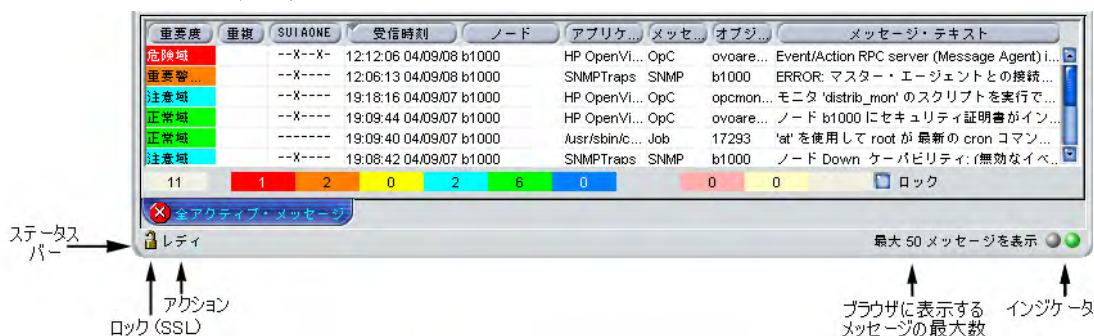 重要度 重複 SUIAONE 受信時刻 ノード アプリケ... メッセ... オブジ... メッセージ・テキスト
危険域 --X--X- 12:12:06 04/09/08 b1000 HP OpenVi... OpC ovoare... Event/Action RPC server (Message Agent) i...
重要警... --X---- 12:06:13 04/09/08 b1000 SNMPTraps SNMP b1000 ERROR: マスター・エージェントとの接続...
注意域 --X---- 19:18:16 04/09/07 b1000 HP OpenVi... OpC opcmon... モニタ 'distrib_mon' のスクリプトを実行で...
正常域 --X---- 19:09:44 04/09/07 b1000 HP OpenVi... OpC ovoare... ノード b1000 にセキュリティ証明書がイン...
正常域 ------- 19:09:40 04/09/07 b1000 /usr/sbin/c... Job 17293 'at' を使用して root が 最新の cron コマン...
注意域 --X---- 19:08:42 04/09/07 b1000 SNMPTraps SNMP b1000 ノード Down ケーパビリティ: (無効なイベ...
11 1 2 0 2 6 0 0 0 ロック
全アクティブ・メッセージ
ステータス
バー
レディ 最大 50 メッセージを表示
アクション
ロック (SSL)
ブラウザに表示する
メッセージの最大数
インジケータ